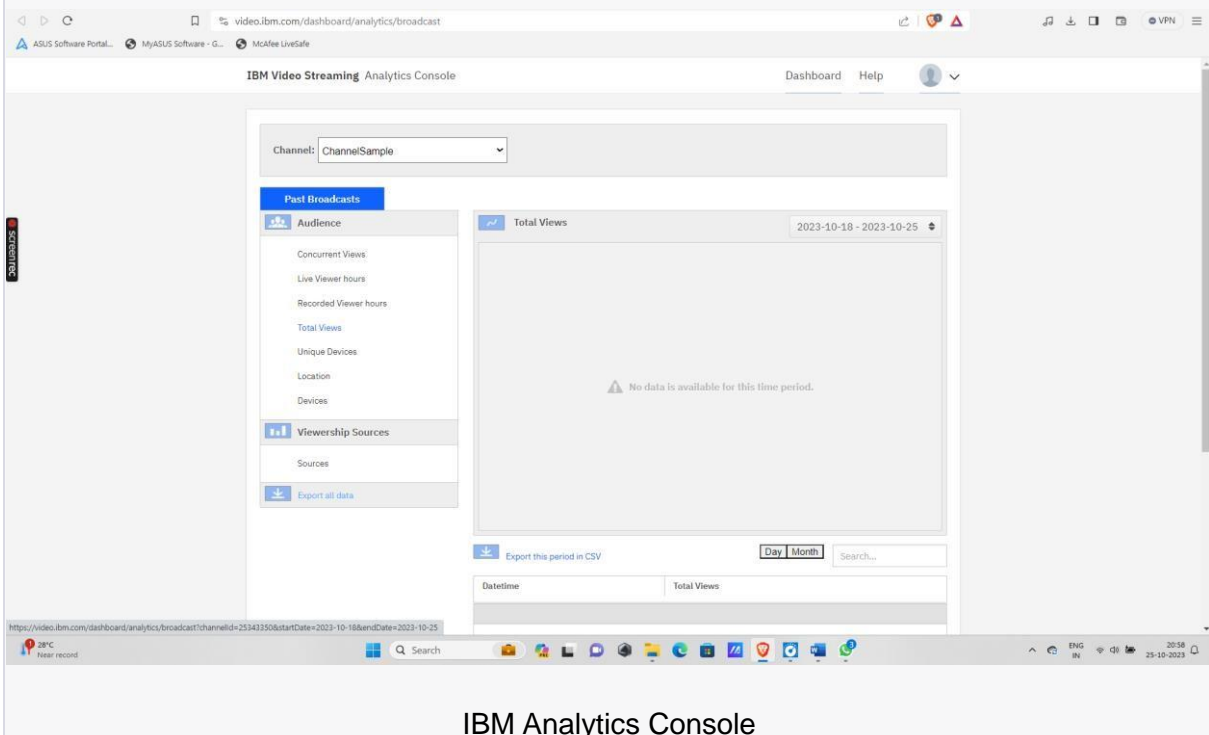 video.ibm.com/dashboard/analytics/broadcast
VPN
ASUS Software Portal... MyASUS Software - G... McAfee LiveSafe
IBM Video Streaming Analytics Console Dashboard Help
Channel: ChannelSample
Past Broadcasts
Audience
Concurrent Views
Live Viewer hours
Recorded Viewer hours
Total Views
Unique Devices
Location
Devices
Viewership Sources
Sources
Export all data
Total Views 2023-10-18 - 2023-10-25
No data is available for this time period.
Export this period in CSV Day Month Search...
Datetime Total Views
screenrec
https://video.ibm.com/dashboard/analytics/broadcast?channelId=25343350&startDate=2023-10-18&endDate=2023-10-25
1 28°C
Near record
Search
3
ENG
IN
20:58
25-10-2023
IBM Analytics Console